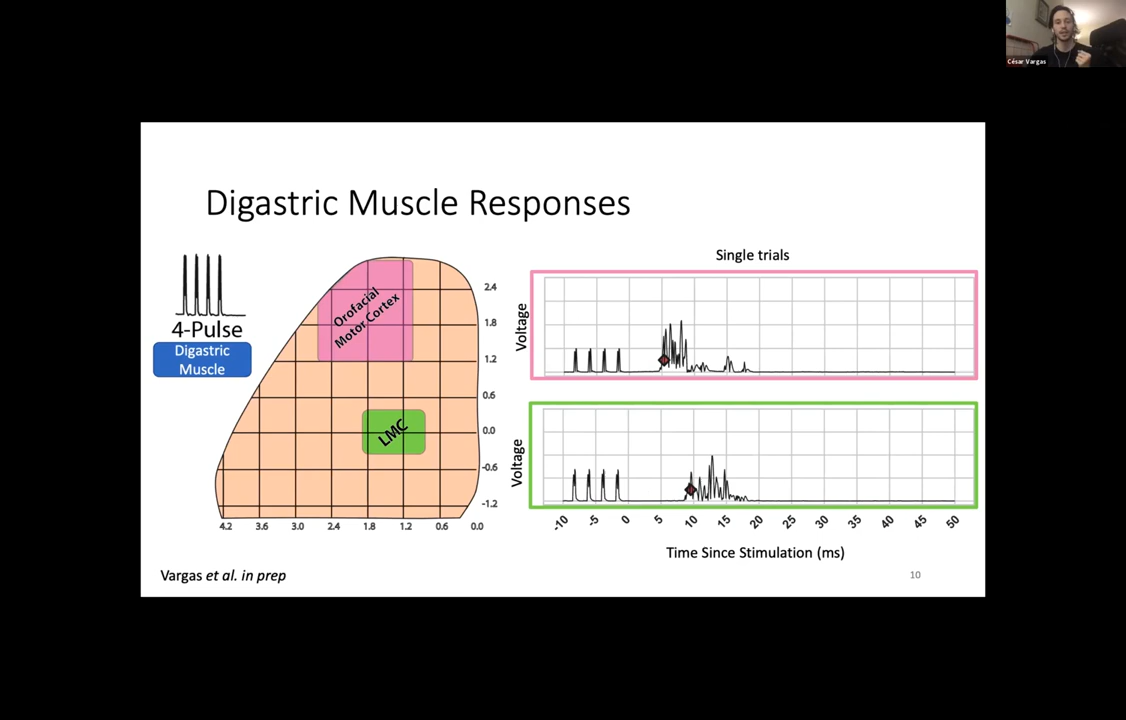 César Vargas
Digastric Muscle Responses
4-Pulse
Digastric
Muscle
Orofacial
Motor Cortex
LMC
2.4
1.8
1.2
0.6
0.0
-0.6
-1.2
4.2 3.6 3.0 2.4 1.8 1.2 0.6 0.0
Single trials
Voltage
Voltage
-10 -5 0 5 10 15 20 25 30 35 40 45 50
Time Since Stimulation (ms)
Vargas et al. in prep
10